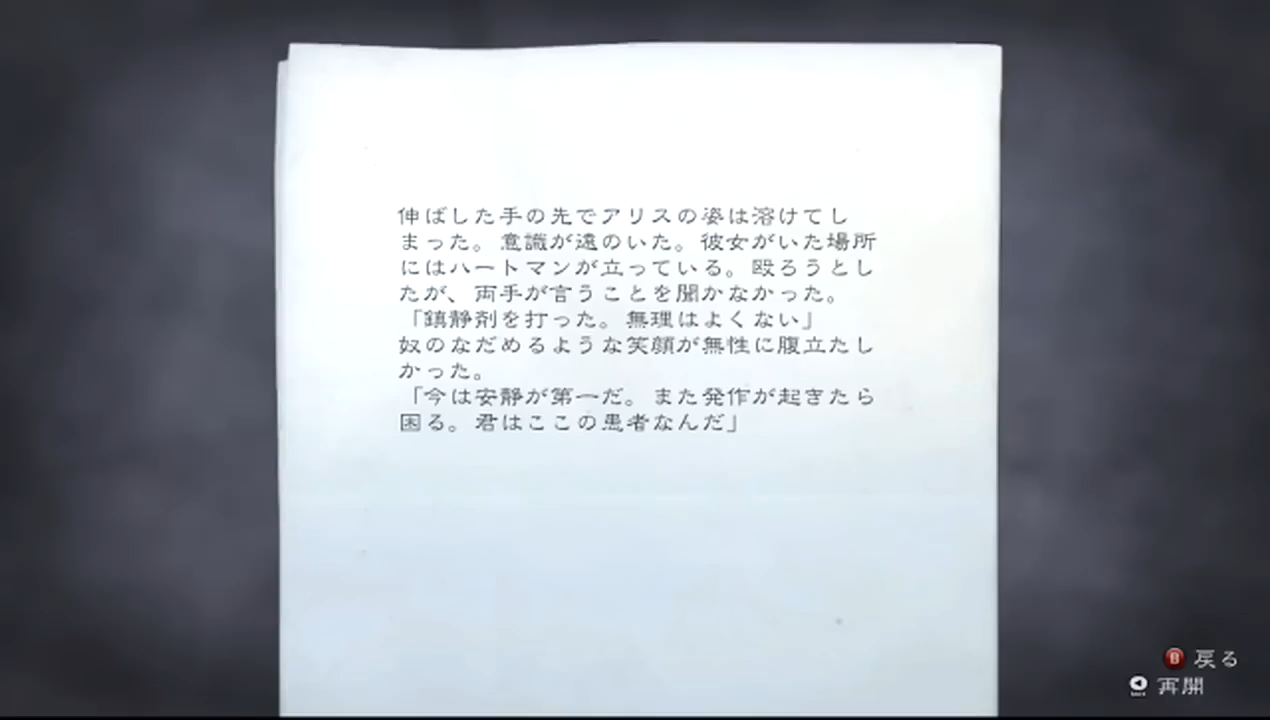 伸ばした手の先でアリスの姿は溶けてし
まった。意識が遠のいた。彼女がいた場所
にはハートマンが立っている。殴ろうとし
たが、両手が言うことを聞かなかった。
「鎮静剤を打った。無理はよくない」
奴のなだめるような笑顔が無性に腹立たし
かった。
「今は安静が第一だ。また発作が起きたら
困る。君はここの患者なんだ」
B 戻る
再開